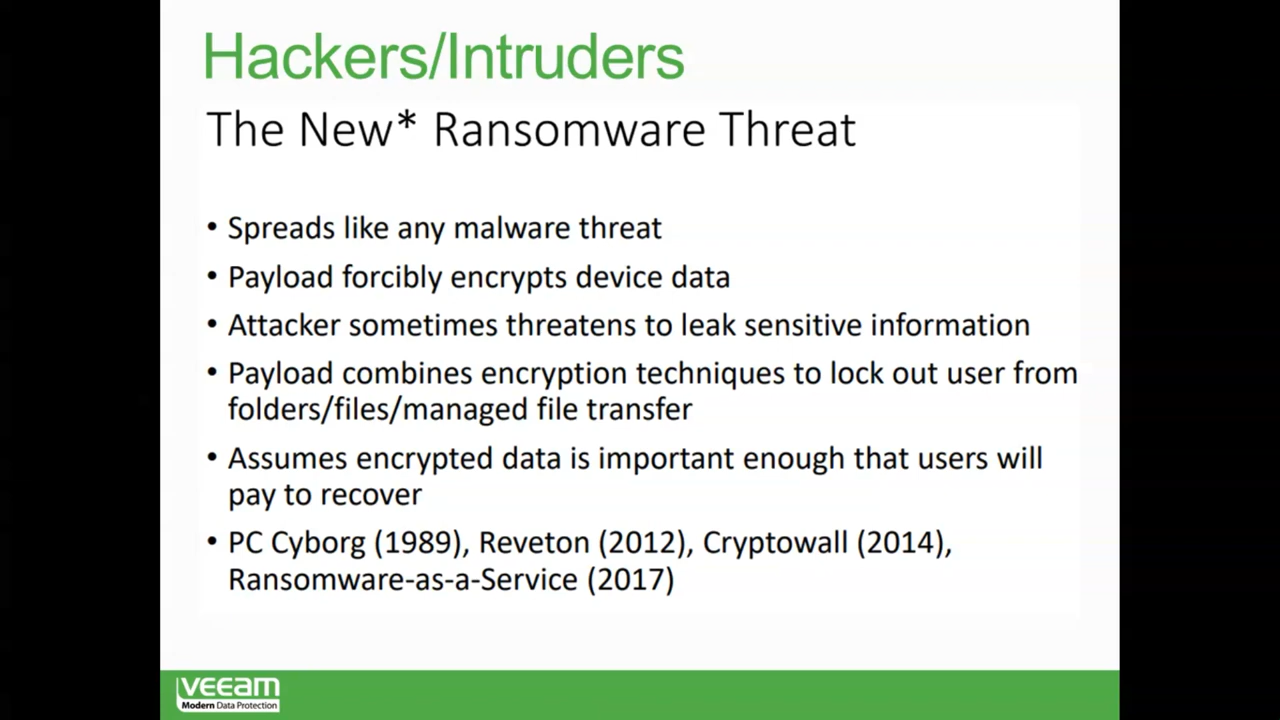 Hackers/Intruders
The New* Ransomware Threat
• Spreads like any malware threat
• Payload forcibly encrypts device data
• Attacker sometimes threatens to leak sensitive information
• Payload combines encryption techniques to lock out user from
folders/files/managed file transfer
• Assumes encrypted data is important enough that users will
pay to recover
• PC Cyborg (1989), Reveton (2012), Cryptowall (2014),
Ransomware-as-a-Service (2017)
veeam
Modern Data Protection